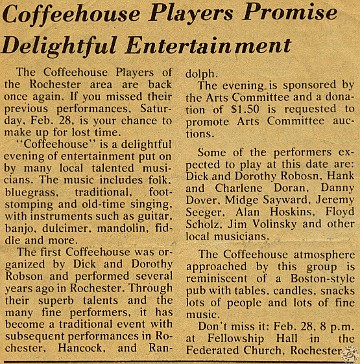 Coffeehouse Players Promise
Delightful Entertainment
The Coffeehouse Players of
the Rochester area are back
once again. If you missed their
previous performances, Satur-
day, Feb. 28, is your chance to
make up for lost time.
"Coffeehouse" is a delightful
evening of entertainment put on
by many local talented musi-
cians. The music includes folk,
bluegrass, traditional, foot-
stomping and old-time singing,
with instruments such as guitar,
banjo, dulcimer, mandolin, fid-
dle and more.
The first Coffeehouse was or-
ganized by Dick and Dorothy
Robson and performed several
years ago in Rochester. Through
their superb talents and the
many fine performers, it has
become a traditional event with
subsequent performances in Ro-
chester, Hancock, and Ran-
dolph.
The evening is sponsored by
the Arts Committee and a dona-
tion of $1.50 is requested to
promote Arts Committee auc-
tions.
Some of the performers ex-
pected to play at this date are:
Dick and Dorothy Robosn, Hank
and Charlene Doran, Danny
Dover, Midge Sayward, Jeremy
Seeger, Alan Hoskins, Floyd
Scholz, Jim Volinsky and other
local musicians.
The Coffeehouse atmosphere
approached by this group is
reminiscent of a Boston-style
pub with tables, candles, snacks
lots of people and lots of fine
music.
Don't miss it: Feb. 28, 8 p.m.
at Fellowship Hall in the
Federated Church, Rochester.